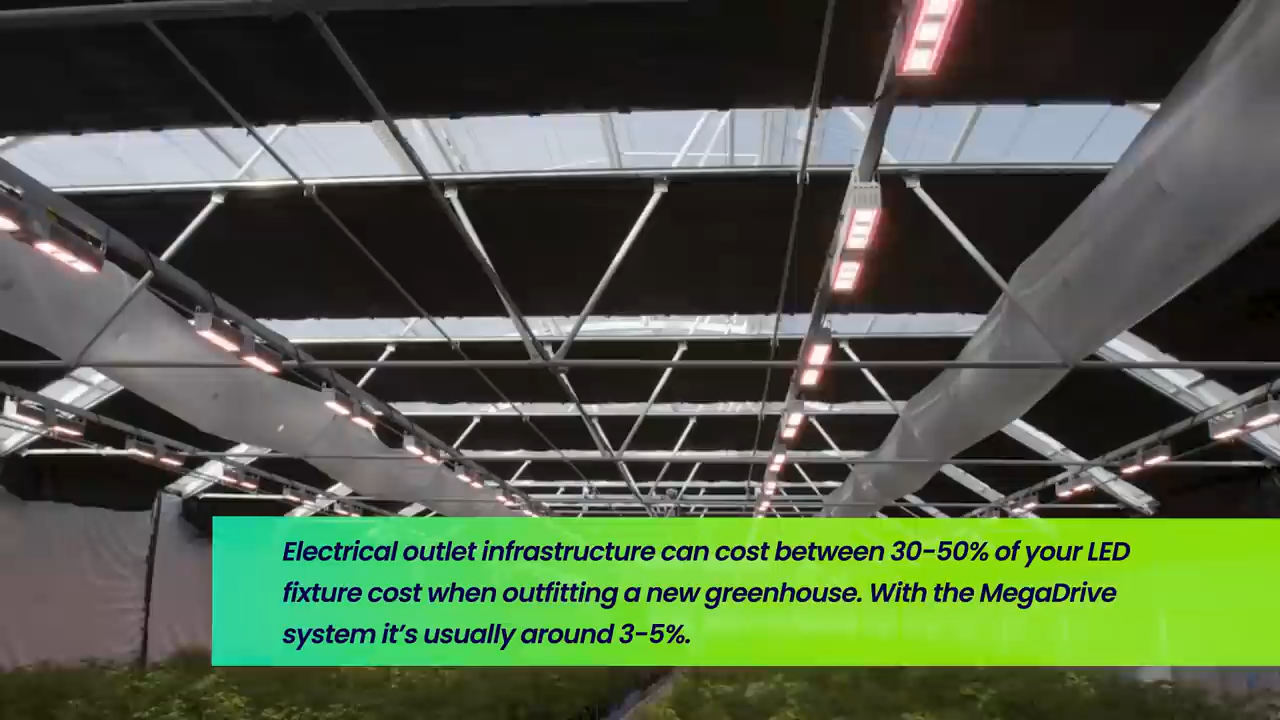 Electrical outlet infrastructure can cost between 30-50% of your LED
fixture cost when outfitting a new greenhouse. With the MegaDrive
system it’s usually around 3-5%.